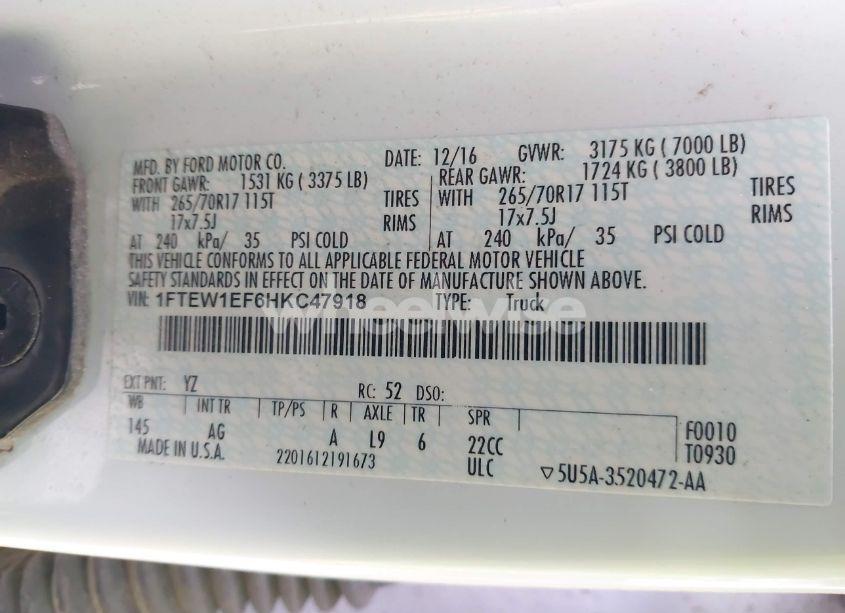 MFD. BY FORD MOTOR CO. DATE: 12/16 GVWR: 3175 KG ( 7000 LB)
FRONT GAWR: 1531 KG ( 3375 LB) REAR GAWR: 1724 KG ( 3800 LB)
WITH 265/70R17 115T TIRES WITH 265/70R17 115T TIRES
17x7.5J RIMS 17x7.5J RIMS
AT 240 kPa/ 35 PSI COLD AT 240 kPa/ 35 PSI COLD
THIS VEHICLE CONFORMS TO ALL APPLICABLE FEDERAL MOTOR VEHICLE
SAFETY STANDARDS IN EFFECT ON THE DATE OF MANUFACTURE SHOWN ABOVE.
VIN: 1FTEW1EF6HKC47918 TYPE: Truck
wheelwise
EXT PNT: YZ RC: 52 DSO:
WB INT TR TP/PS R AXLE TR SPR
145 AG A L9 6 22CC F0010
MADE IN U.S.A. 2201612191673 ULC T0930
▽5U5A-3520472-AA